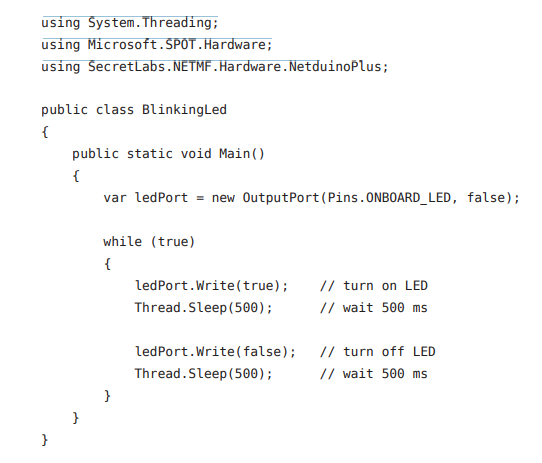 using System.Threading;
using Microsoft.SPOT.Hardware;
using SecretLabs.NETMF.Hardware.NetduinoPlus;

public class BlinkingLed
{
    public static void Main()
    {
        var ledPort = new OutputPort(Pins.ONBOARD_LED, false);

        while (true)
        {
            ledPort.Write(true);    // turn on LED
            Thread.Sleep(500);      // wait 500 ms

            ledPort.Write(false);   // turn off LED
            Thread.Sleep(500);      // wait 500 ms
        }
    }
}